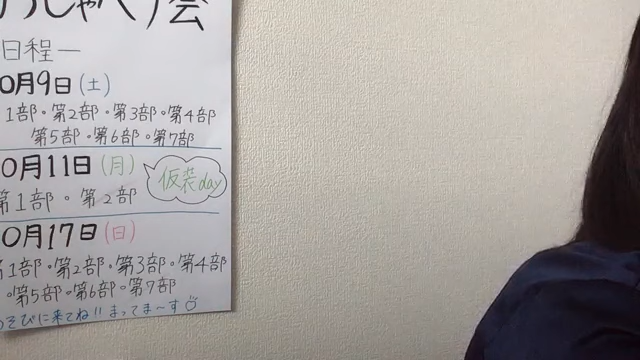 しゃべり会
日程ー
0月9日(土)
1部・第2部・第3部・第4部
第5部・第6部・第7部
0月11日(月)
仮装day
第1部・第2部
0月17日(日)
第1部・第2部・第3部・第4部
・第5部・第6部・第7部
そびに来てね!!まってま〜す